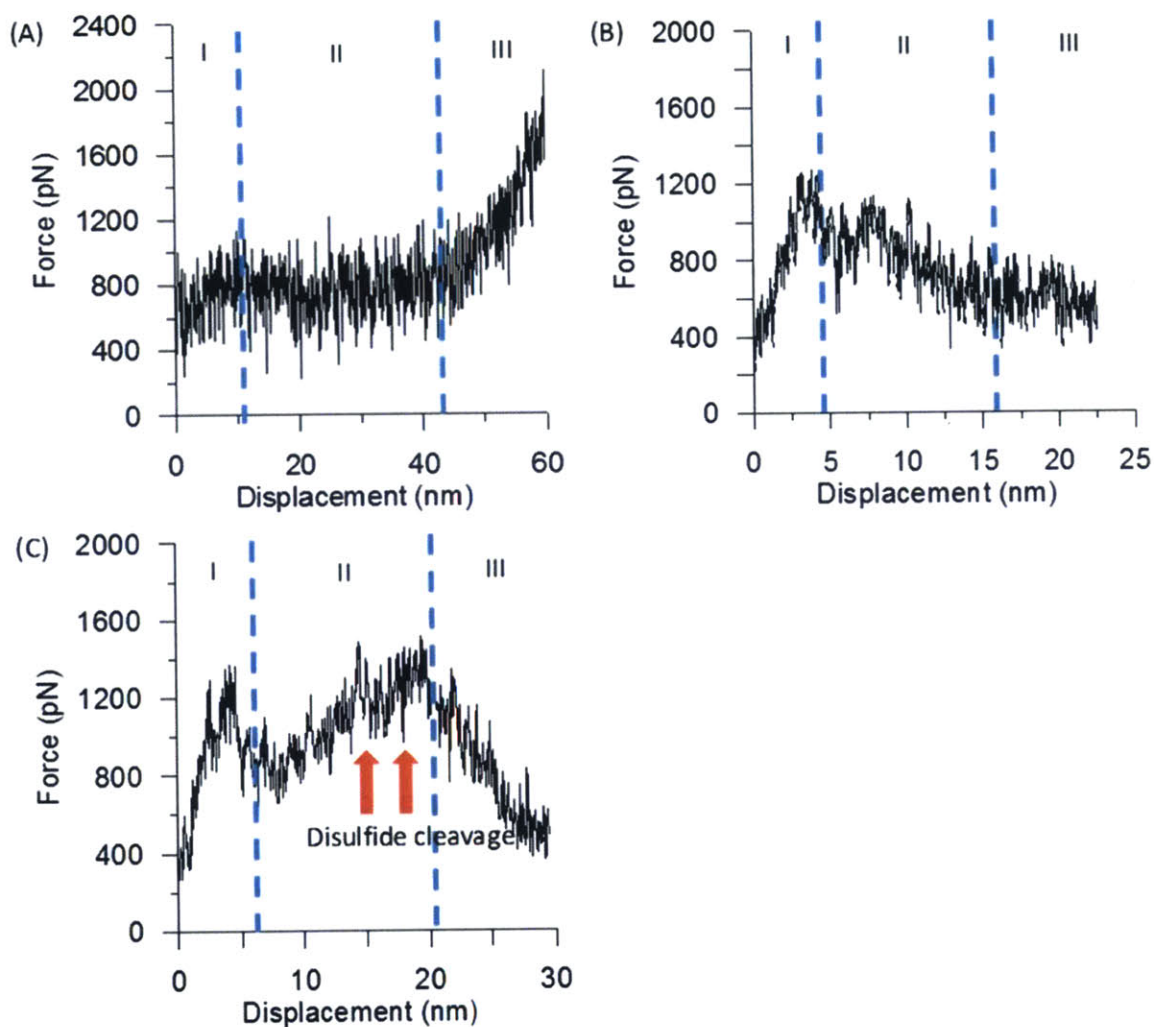 (A)
I
II
III
2400
2000
1600
1200
800
400
0
Force (pN)
0 20 40 60
Displacement (nm)
(B)
I
II
III
2000
1600
1200
800
400
0
Force (pN)
0 5 10 15 20 25
Displacement (nm)
(C)
I
II
III
2000
1600
1200
800
400
0
Force (pN)
Disulfide cleavage
0 10 20 30
Displacement (nm)